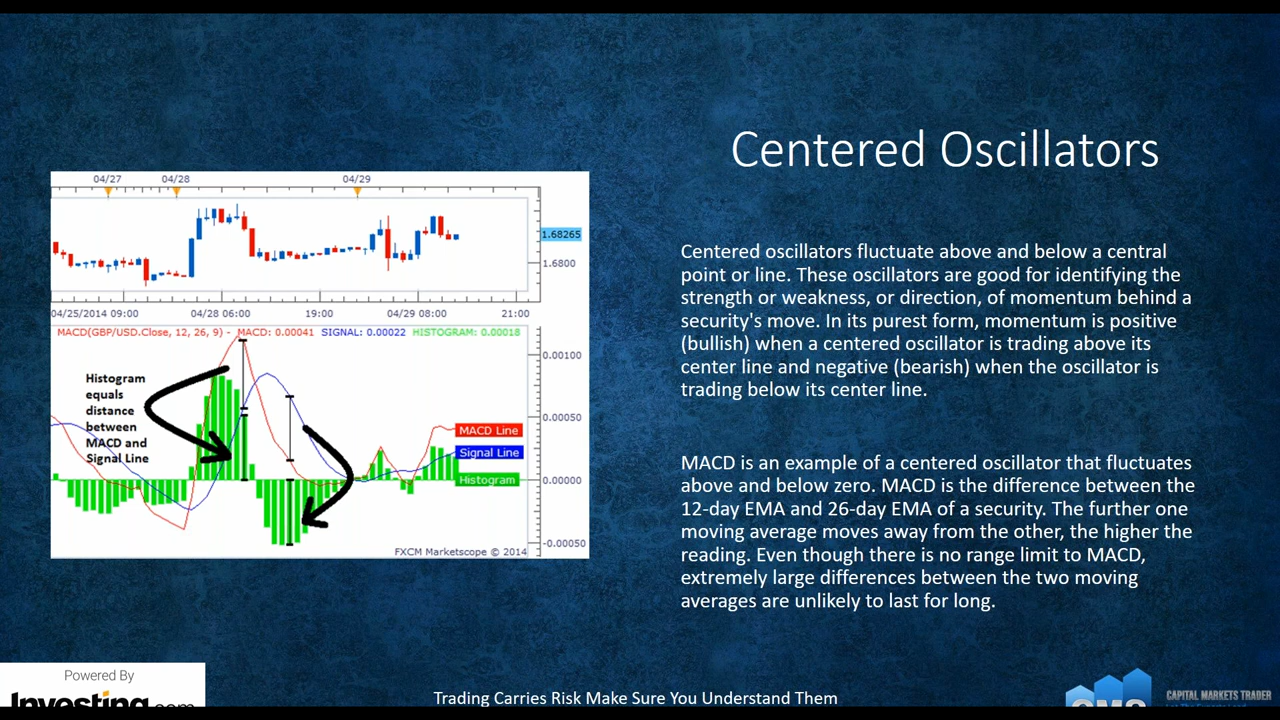 Centered Oscillators
04/27 04/28 04/29
1.68265
1.6800
04/25/2014 09:00 04/28 06:00 19:00 04/29 08:00 21:00
MACD(GBP/USD.Close, 12, 26, 9) - MACD: 0.00041 SIGNAL: 0.00022 HISTOGRAM: 0.00018
0.00100
Histogram
equals
distance
between
MACD and
Signal Line
0.00050
MACD Line
Signal Line
Histogram
0.00000
-0.00050
FXCM Marketscope © 2014
Centered oscillators fluctuate above and below a central
point or line. These oscillators are good for identifying the
strength or weakness, or direction, of momentum behind a
security's move. In its purest form, momentum is positive
(bullish) when a centered oscillator is trading above its
center line and negative (bearish) when the oscillator is
trading below its center line.
MACD is an example of a centered oscillator that fluctuates
above and below zero. MACD is the difference between the
12-day EMA and 26-day EMA of a security. The further one
moving average moves away from the other, the higher the
reading. Even though there is no range limit to MACD,
extremely large differences between the two moving
averages are unlikely to last for long.
Powered By
Investing.com
Trading Carries Risk Make Sure You Understand Them
CAPITAL MARKETS TRADER